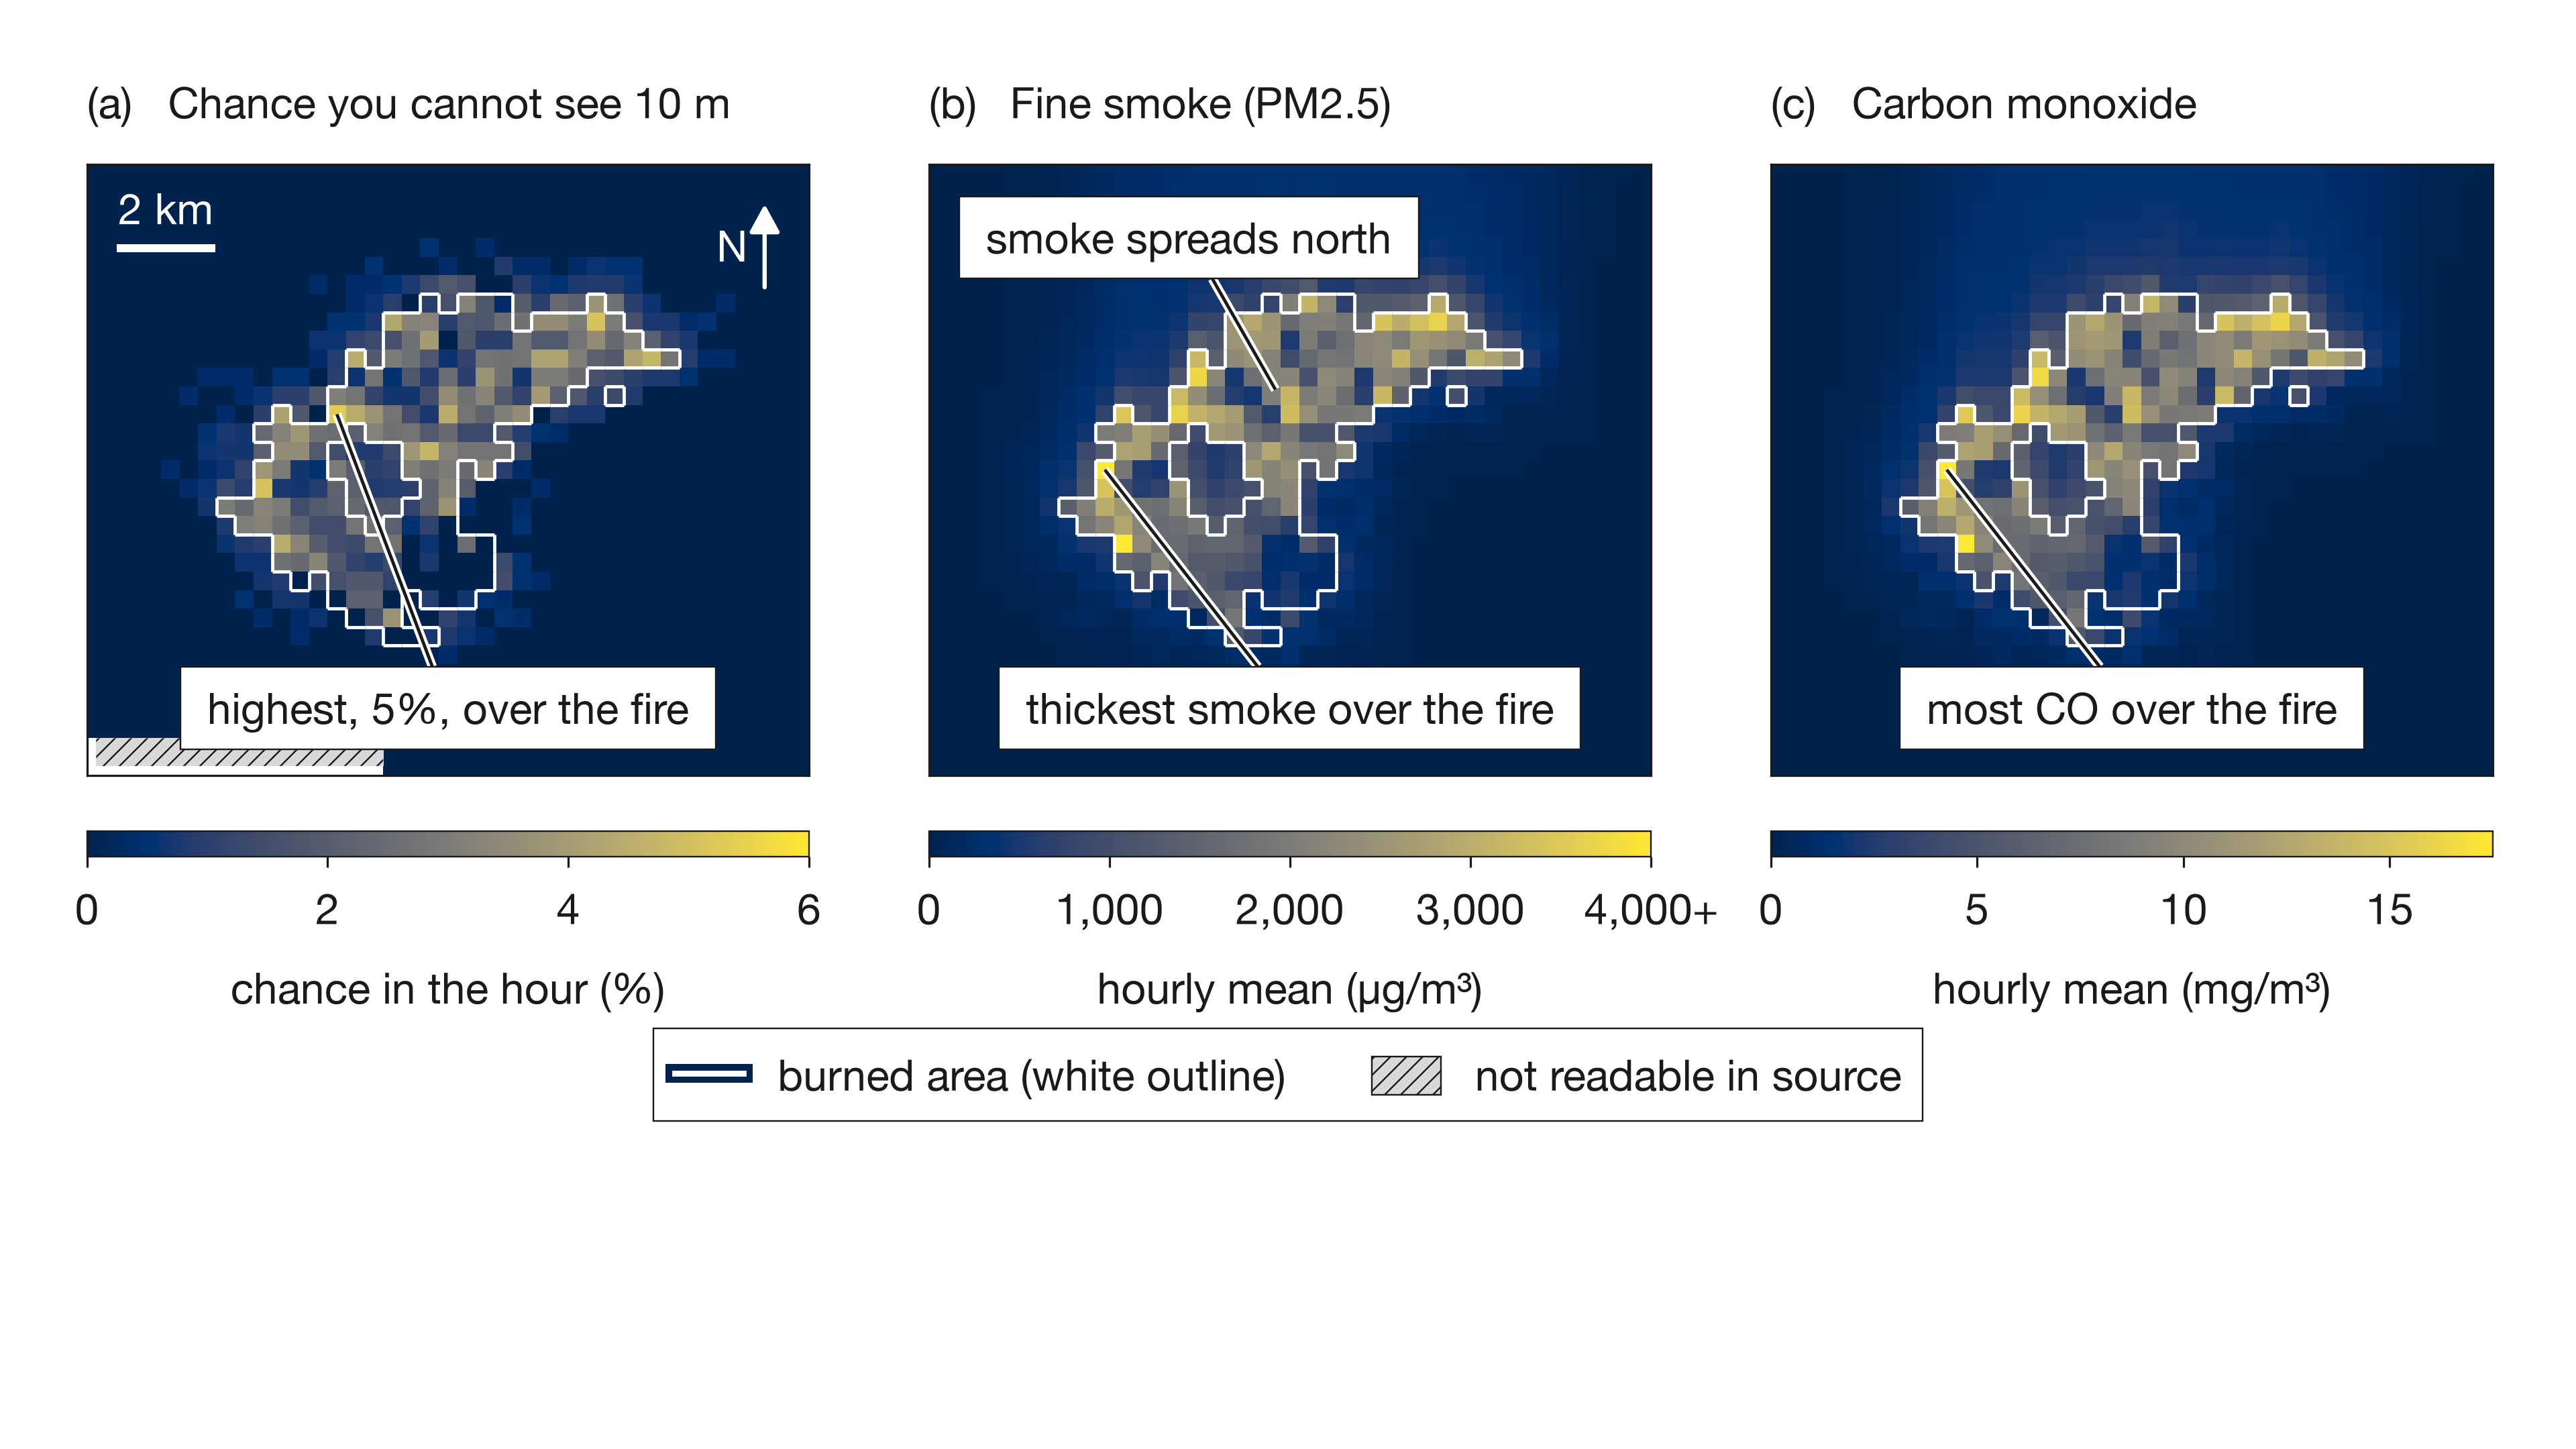 (a) Chance you cannot see 10 m
(b) Fine smoke (PM2.5)
(c) Carbon monoxide
2 km
N
smoke spreads north
highest, 5%, over the fire
thickest smoke over the fire
most CO over the fire
0 2 4 6
0 1,000 2,000 3,000 4,000+
0 5 10 15
chance in the hour (%)
hourly mean (µg/m³)
hourly mean (mg/m³)
burned area (white outline)
not readable in source